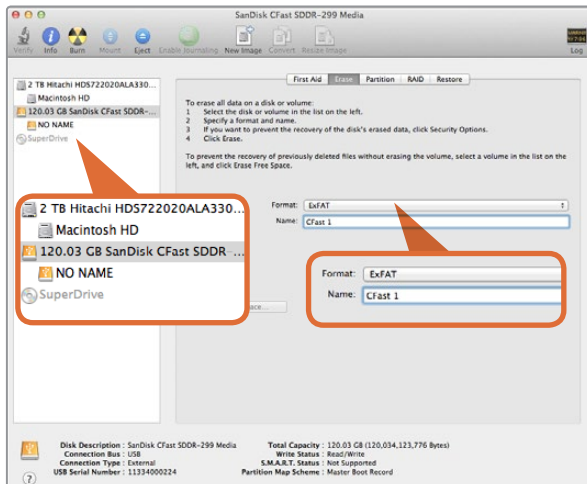 SanDisk CFast SDDR-299 Media
Verify Info Burn Mount Eject Enable Journaling New Image Convert Resize Image Log
2 TB Hitachi HDS722020ALA330...
Macintosh HD
120.03 GB SanDisk CFast SDDR-...
NO NAME
SuperDrive
First Aid Erase Partition RAID Restore
To erase all data on a disk or volume:
1 Select the disk or volume in the list on the left.
2 Specify a format and name.
3 If you want to prevent the recovery of the disk's erased data, click Security Options.
4 Click Erase.
To prevent the recovery of previously deleted files without erasing the volume, select a volume in the list on the
left, and click Erase Free Space.
Format: ExFAT
Name: CFast 1
2 TB Hitachi HDS722020ALA330...
Macintosh HD
120.03 GB SanDisk CFast SDDR-...
NO NAME
SuperDrive
Format: ExFAT
Name: CFast 1
ace...
Disk Description : SanDisk CFast SDDR-299 Media Total Capacity : 120.03 GB (120,034,123,776 Bytes)
Connection Bus : USB Write Status : Read/Write
Connection Type : External S.M.A.R.T. Status : Not Supported
USB Serial Number : 11334000224 Partition Map Scheme : Master Boot Record
?